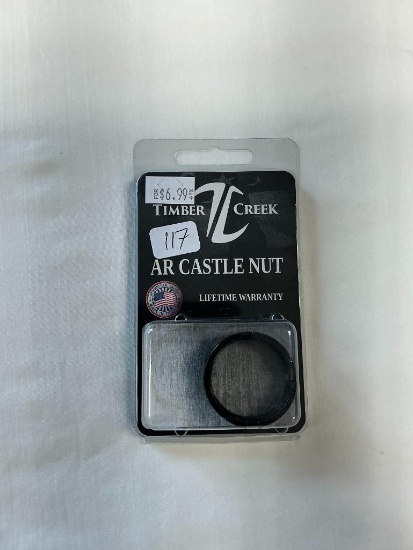 $6.99
TIMBER CREEK
117
AR CASTLE NUT
LIFETIME WARRANTY